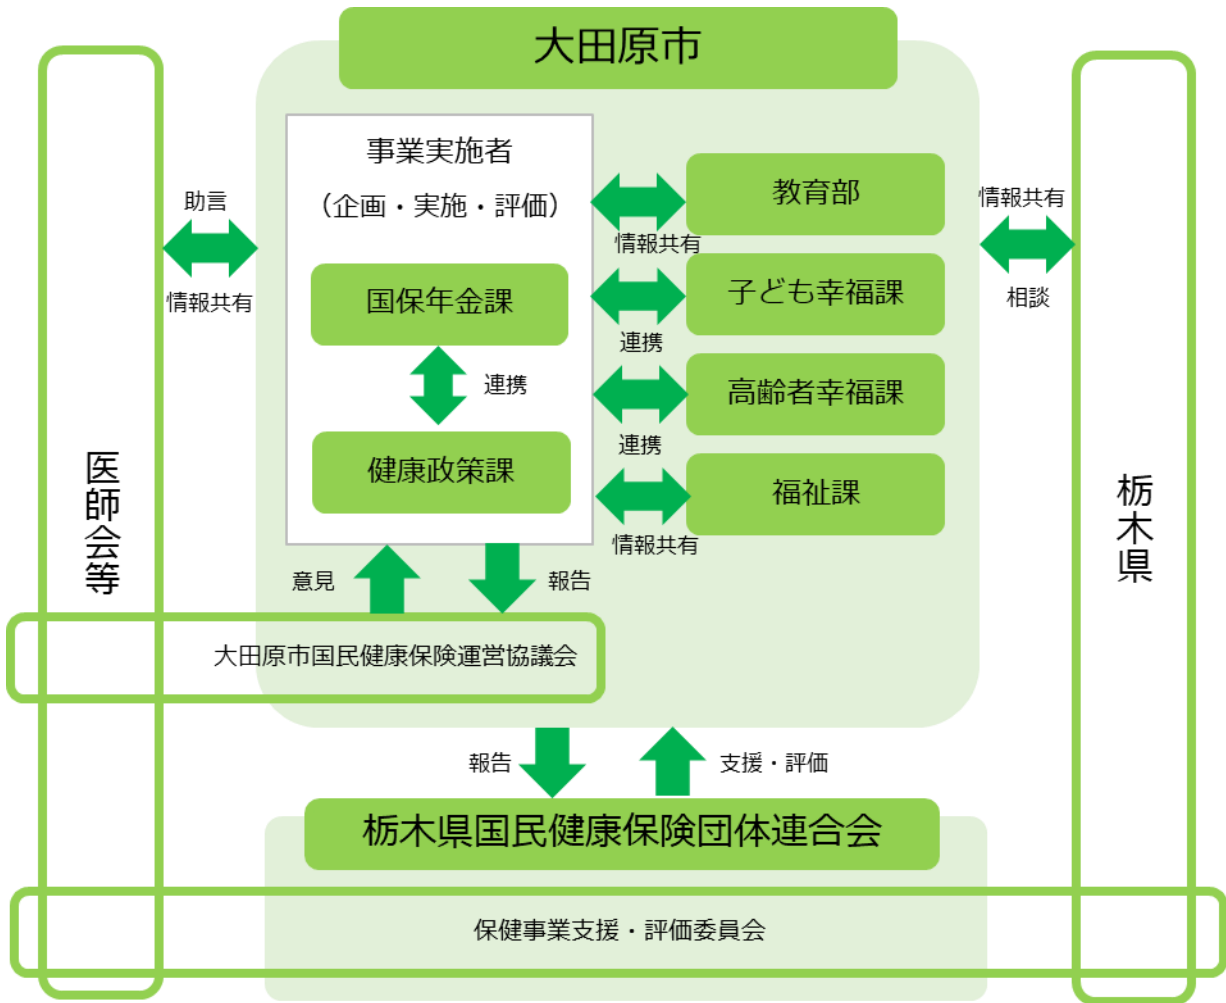 大田原市
事業実施者
（企画・実施・評価）
国保年金課
連携
健康政策課
情報共有
教育部
連携
子ども幸福課
連携
高齢者幸福課
情報共有
福祉課
助言
情報共有
医師会等
情報共有
相談
栃木県
意見
報告
大田原市国民健康保険運営協議会
報告
支援・評価
栃木県国民健康保険団体連合会
保健事業支援・評価委員会